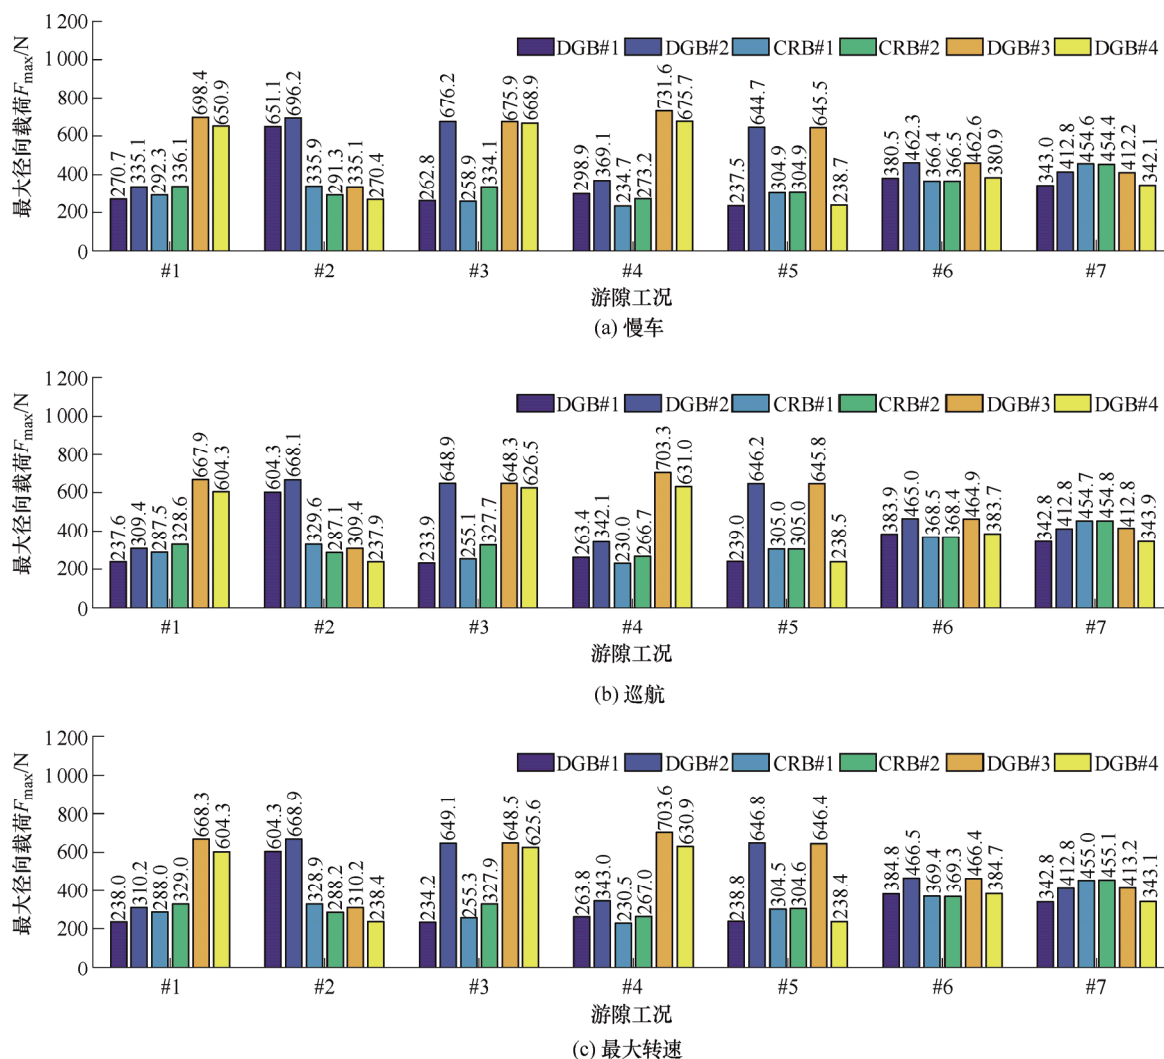 1 200
最大径向载荷Fmax/N
1 000
800
600
400
200
0
DGB#1 DGB#2 CRB#1 CRB#2 DGB#3 DGB#4
270.7 335.1 292.3 336.1 698.4 650.9
651.1 696.2 335.9 291.3 335.1 270.4
262.8 676.2 258.9 334.1 675.9 668.9
298.9 369.1 234.7 273.2 731.6 675.7
237.5 644.7 304.9 304.9 645.5 238.7
380.5 462.3 366.4 366.5 462.6 380.9
343.0 412.8 454.6 454.4 412.2 342.1
#1 #2 #3 #4 #5 #6 #7
游隙工况
(a) 慢车
1 200
最大径向载荷Fmax/N
1 000
800
600
400
200
0
DGB#1 DGB#2 CRB#1 CRB#2 DGB#3 DGB#4
237.6 309.4 287.5 328.6 667.9 604.3
604.3 668.1 329.6 287.1 309.4 237.9
233.9 648.9 255.1 327.7 648.3 626.5
263.4 342.1 230.0 266.7 703.3 631.0
239.0 646.2 305.0 305.0 645.8 238.5
383.9 465.0 368.5 368.4 464.9 383.7
342.8 412.8 454.7 454.8 412.8 343.9
#1 #2 #3 #4 #5 #6 #7
游隙工况
(b) 巡航
1 200
最大径向载荷Fmax/N
1 000
800
600
400
200
0
DGB#1 DGB#2 CRB#1 CRB#2 DGB#3 DGB#4
238.0 310.2 288.0 329.0 668.3 604.3
604.3 668.9 328.9 288.2 310.2 238.4
234.2 649.1 255.3 327.9 648.5 625.6
263.8 343.0 230.5 267.0 703.6 630.9
238.8 646.8 304.5 304.6 646.4 238.4
384.8 466.5 369.4 369.3 466.4 384.7
342.8 412.8 455.0 455.1 413.2 343.1
#1 #2 #3 #4 #5 #6 #7
游隙工况
(c) 最大转速